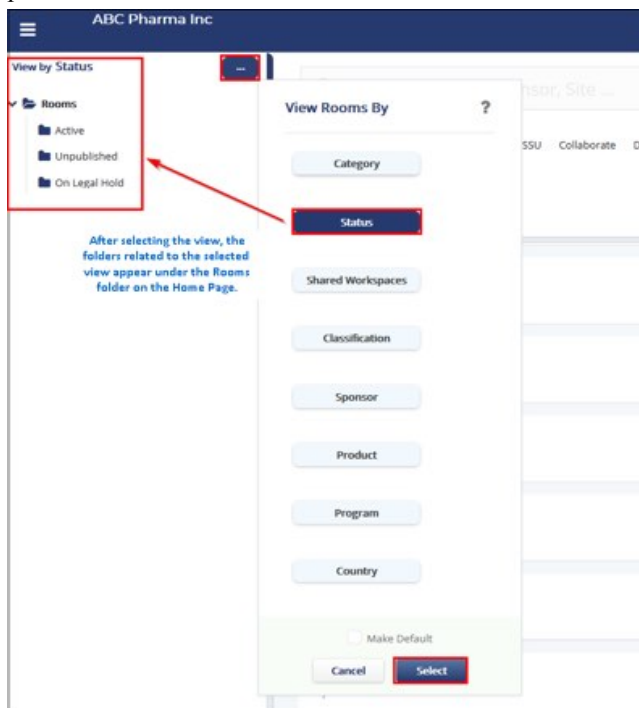 ABC Pharma Inc
View by Status
...
Rooms
Active
Unpublished
On Legal Hold
After selecting the view, the
folders related to the selected
view appear under the Rooms
folder on the Home Page.
View Rooms By ?
Category
Status
Shared Workspaces
Classification
Sponsor
Product
Program
Country
Make Default
Cancel Select
Site ...
SSU Collaborate